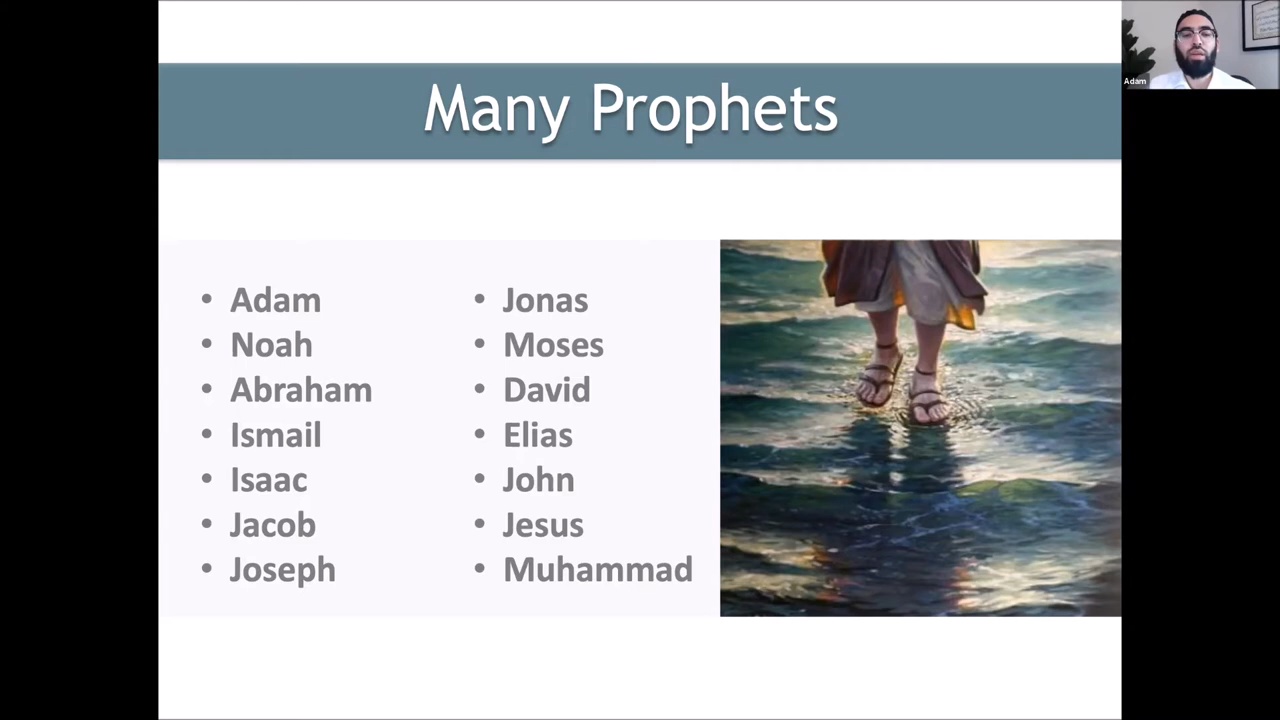 Many Prophets
• Adam
• Noah
• Abraham
• Ismail
• Isaac
• Jacob
• Joseph
• Jonas
• Moses
• David
• Elias
• John
• Jesus
• Muhammad
Adam